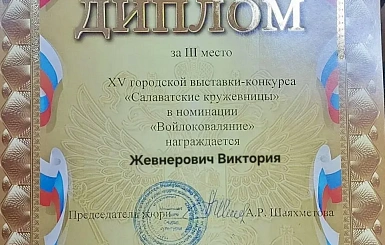 ДИПЛОМ
за III место
XV городской выставки-конкурса
«Салаватские кружевницы»
в номинации
«Войлоковаляние»
награждается
Жевнерович Виктория
Председатель жюри А.Р. Шаяхметова